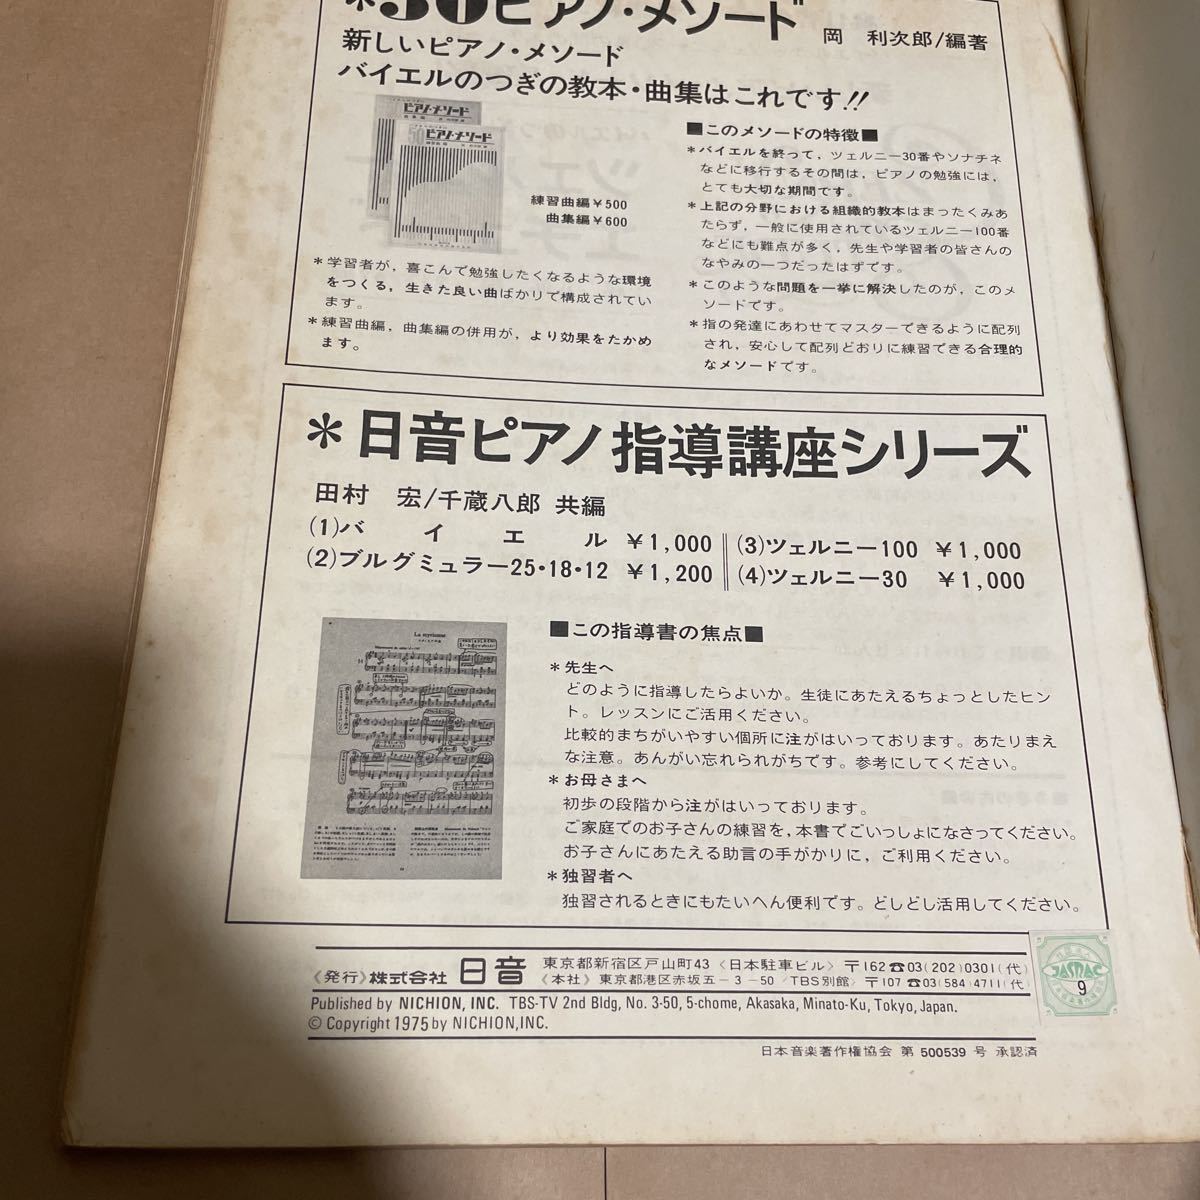 *50ピアノ・メソード 岡 利次郎/編著
新しいピアノ・メソード
バイエルのつぎの教本・曲集はこれです!!
ピアノ・メソード
ピアノ・メソード
練習曲編￥500
曲集編￥600
*学習者が，喜こんで勉強したくなるような環境
をつくる，生きた良い曲ばかりで構成されてい
ます。
*練習曲編，曲集編の併用が，より効果をたかめ
ます。
■このメソードの特徴■
*バイエルを終って，ツェルニー30番やソナチネ
などに移行するその間は，ピアノの勉強には，
とても大切な期間です。
*上記の分野における組織的教本はまったくみあ
たらず，一般に使用されているツェルニー100番
などにも難点が多く，先生や学習者の皆さんの
なやみの一つだったはずです。
*このような問題を一挙に解決したのが，このメ
ソードです。
*指の発達にあわせてマスターできるように配列
され，安心して配列どおりに練習できる合理的
なメソードです。
*日音ピアノ指導講座シリーズ
田村 宏/千蔵八郎 共編
(1)バイエル ￥1,000
(2)ブルグミュラー25・18・12 ￥1,200
(3)ツェルニー100 ￥1,000
(4)ツェルニー30 ￥1,000
La styrienne
■この指導書の焦点■
*先生へ
どのように指導したらよいか。生徒にあたえるちょっとしたヒン
ト。レッスンにご活用ください。
比較的まちがいやすい個所に注がはいっております。あたりまえ
な注意。あんがい忘れられがちです。参考にしてください。
*お母さまへ
初歩の段階から注がはいっております。
ご家庭でのお子さんの練習を，本書でごいっしょになさってください。
お子さんにあたえる助言の手がかりに，ご利用ください。
*独習者へ
独習されるときにもたいへん便利です。どしどし活用してください。
《発行》株式会社 日音 東京都新宿区戸山町43〈日本駐車ビル〉〒162☎03(202)0301(代)
《本社》東京都港区赤坂五－3－50〈TBS別館〉〒107☎03(584)4711(代)
Published by NICHION, INC. TBS-TV 2nd Bldg, No. 3-50, 5-chome, Akasaka, Minato-Ku, Tokyo, Japan.
© Copyright 1975 by NICHION,INC.
JASRAC
9
日本音楽著作権協会 第 500539 号 承認済